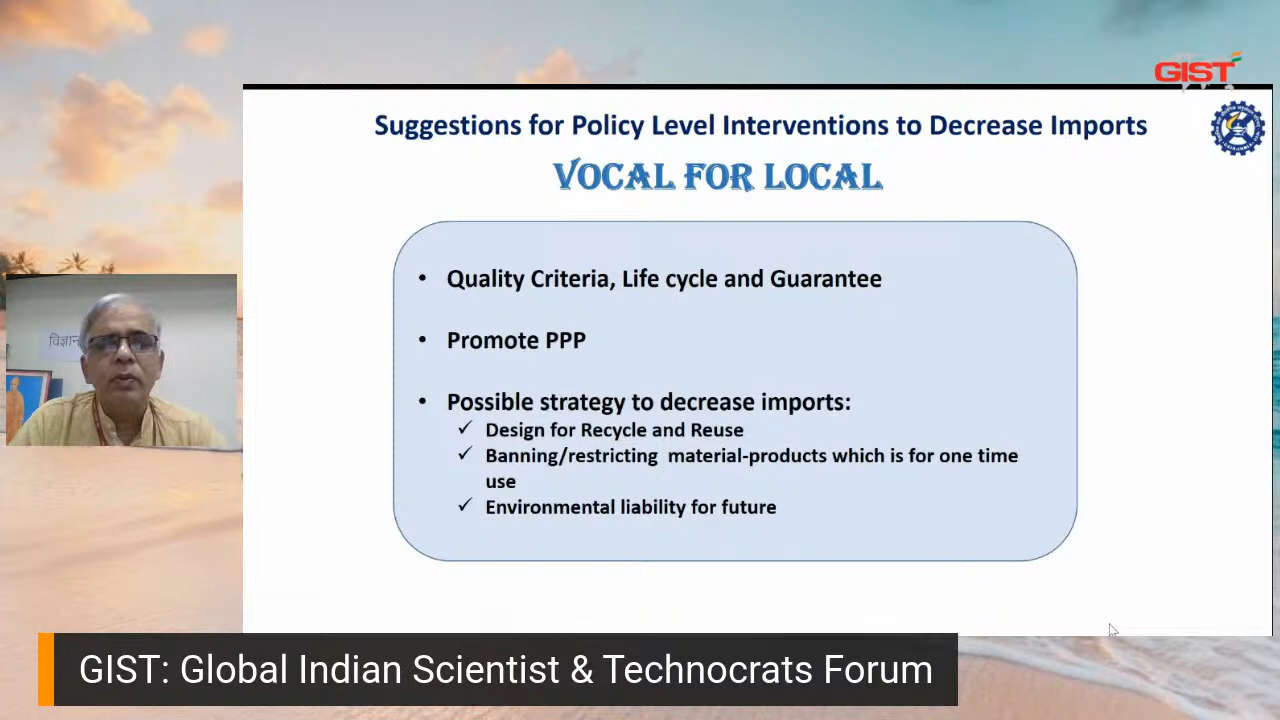 GIST
Suggestions for Policy Level Interventions to Decrease Imports
VOCAL FOR LOCAL
• Quality Criteria, Life cycle and Guarantee
• Promote PPP
• Possible strategy to decrease imports:
✓ Design for Recycle and Reuse
✓ Banning/restricting material-products which is for one time
use
✓ Environmental liability for future
विज्ञान
GIST: Global Indian Scientist & Technocrats Forum